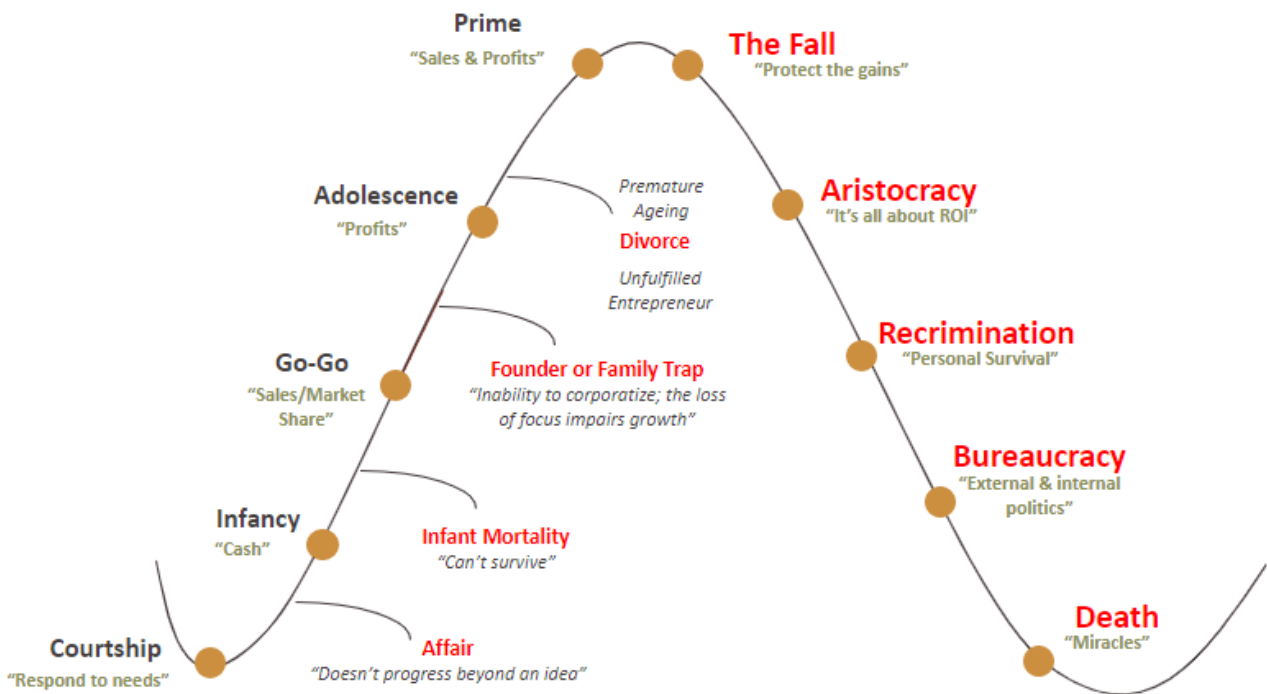 Prime
“Sales & Profits”
The Fall
“Protect the gains”
Adolescence
“Profits”
Premature
Ageing
Divorce
Unfulfilled
Entrepreneur
Aristocracy
“It’s all about ROI”
Go-Go
“Sales/Market
Share”
Founder or Family Trap
“Inability to corporatize; the loss
of focus impairs growth”
Recrimination
“Personal Survival”
Infancy
“Cash”
Infant Mortality
“Can’t survive”
Bureaucracy
“External & internal
politics”
Courtship
“Respond to needs”
Affair
“Doesn’t progress beyond an idea”
Death
“Miracles”